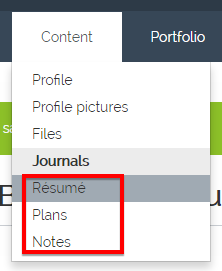 Content Portfolio
Profile
Profile pictures
Files
Journals
Résumé
Plans
Notes